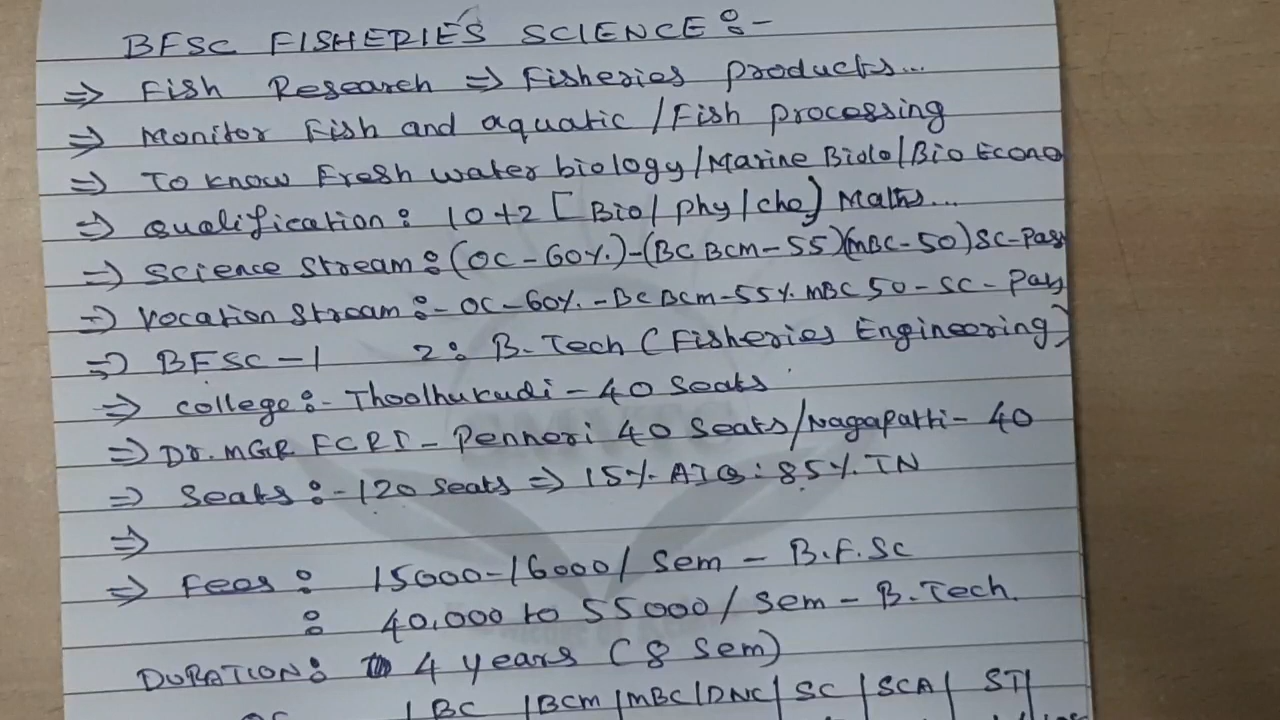 BFSC FISHERIES SCIENCE :-
⇒ Fish Research ⇒ Fisheries products...
⇒ Monitor Fish and aquatic / Fish processing
⇒ To know Fresh water biology/Marine Biolo/Bio Econo
⇒ Qualification : 10+2 [Bio/phy/che] Maths...
⇒ Science Stream : (OC-60%)-(BC BCM-55)(MBC-50)SC-Pass
⇒ Vocation Stream :- OC-60%-BC BCM-55% MBC 50-SC-Pass
⇒ BFSC-1 2: B.Tech (Fisheries Engineering)
⇒ College :- Thoothukudi - 40 Seats
⇒ Dr. MGR FCRI - Ponneri 40 Seats/Nagapatti- 40
⇒ Seats :- 120 Seats ⇒ 15% AIQ : 85% TN
⇒
⇒ Fees : 15000-16000/ Sem - B.F.Sc
: 40,000 to 55000/ Sem - B.Tech.
DURATION : 4 years (8 Sem)
OC | BC | BCM | MBC/DNC | SC | SCA | ST |